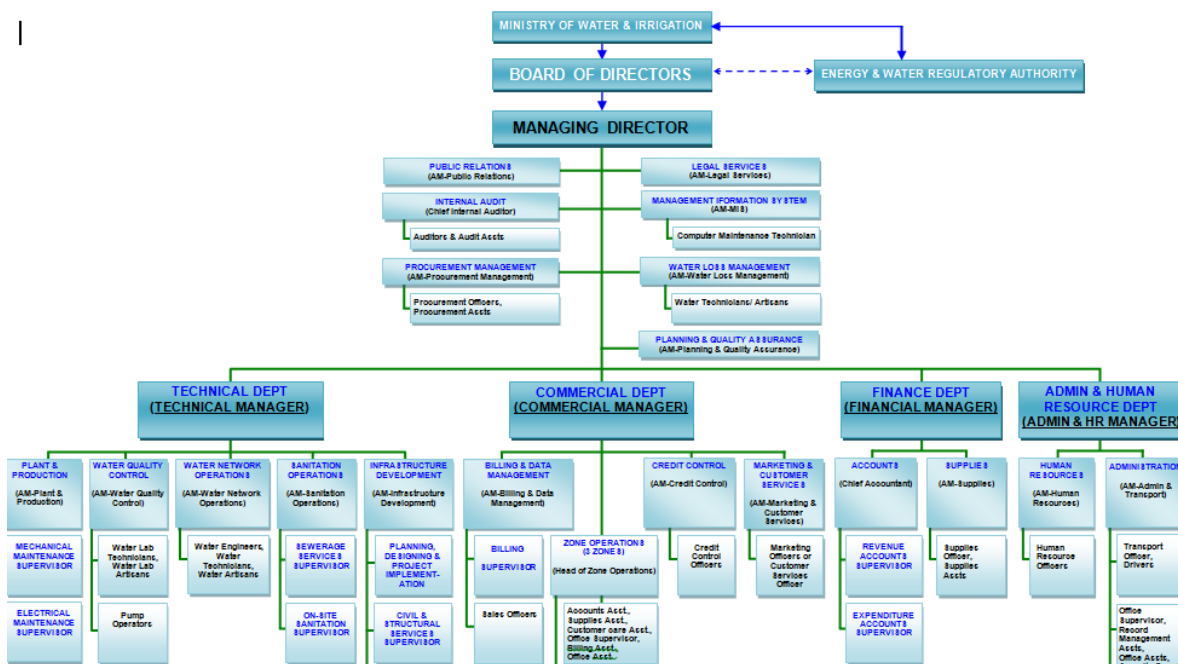 MINISTRY OF WATER & IRRIGATION
BOARD OF DIRECTORS
ENERGY & WATER REGULATORY AUTHORITY
MANAGING DIRECTOR
PUBLIC RELATIONS
(AM-Public Relations)
LEGAL SERVICES
(AM-Legal Services)
INTERNAL AUDIT
(Chief Internal Auditor)
MANAGEMENT IFORMATION SYSTEM
(AM-MIS)
Auditors & Audit Assts
Computer Maintenance Technician
PROCUREMENT MANAGEMENT
(AM-Procurement Management)
WATER LOSS MANAGEMENT
(AM-Water Loss Management)
Procurement Officers,
Procurement Assts
Water Technicians/ Artisans
PLANNING & QUALITY ASSURANCE
(AM-Planning & Quality Assurance)
TECHNICAL DEPT
(TECHNICAL MANAGER)
COMMERCIAL DEPT
(COMMERCIAL MANAGER)
FINANCE DEPT
(FINANCIAL MANAGER)
ADMIN & HUMAN
RESOURCE DEPT
(ADMIN & HR MANAGER)
PLANT &
PRODUCTION
(AM-Plant &
Production)
WATER QUALITY
CONTROL
(AM-Water Quality
Control)
WATER NETWORK
OPERATIONS
(AM-Water Network
Operations)
SANITATION
OPERATIONS
(AM-Sanitation
Operations)
INFRASTRUCTURE
DEVELOPMENT
(AM-Infrastructure
Development)
BILLING & DATA
MANAGEMENT
(AM-Billing & Data
Management)
CREDIT CONTROL
(AM-Credit Control)
MARKETING &
CUSTOMER
SERVICES
(AM-Marketing &
Customer
Services)
ACCOUNTS
(Chief Accountant)
SUPPLIES
(AM-Supplies)
HUMAN
RESOURCES
(AM-Human
Resources)
ADMINISTRATION
(AM-Admin &
Transport)
MECHANICAL
MAINTENANCE
SUPERVISOR
Water Lab
Technicians,
Water Lab
Artisans
Water Engineers,
Water
Technicians,
Water Artisans
SEWERAGE
SERVICES
SUPERVISOR
PLANNING,
DESIGNING &
PROJECT
IMPLEMENT-
ATION
BILLING
SUPERVISOR
ZONE OPERATIONS
(3 ZONES)
(Head of Zone Operations)
Credit
Control
Officers
Marketing
Officers or
Customer
Services
Officer
REVENUE
ACCOUNTS
SUPERVISOR
Supplies
Officer,
Supplies
Assts
Human
Resource
Officers
Transport
Officer,
Drivers
ELECTRICAL
MAINTENANCE
SUPERVISOR
Pump
Operators
ON-SITE
SANITATION
SUPERVISOR
CIVIL &
STRUCTURAL
SERVICES
SUPERVISOR
Sales Officers
Accounts Asst.,
Supplies Asst.,
Customer care Asst.,
Office Supervisor,
Billing Asst.,
Office Asst.
EXPENDITURE
ACCOUNTS
SUPERVISOR
Office
Supervisor,
Record
Management
Assts,
Office Assts,